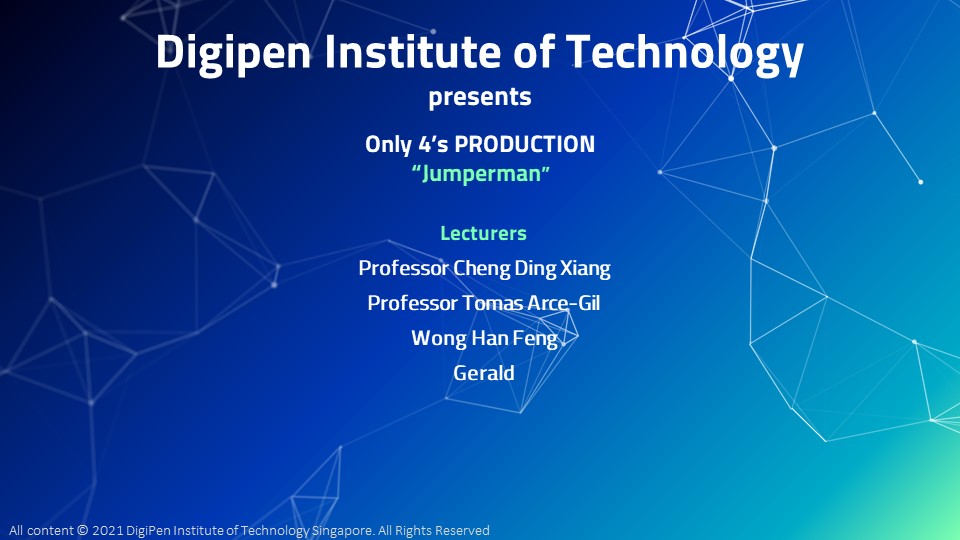 Digipen Institute of Technology
presents
Only 4’s PRODUCTION
“Jumperman”
Lecturers
Professor Cheng Ding Xiang
Professor Tomas Arce-Gil
Wong Han Feng
Gerald
All content © 2021 DigiPen Institute of Technology Singapore. All Rights Reserved